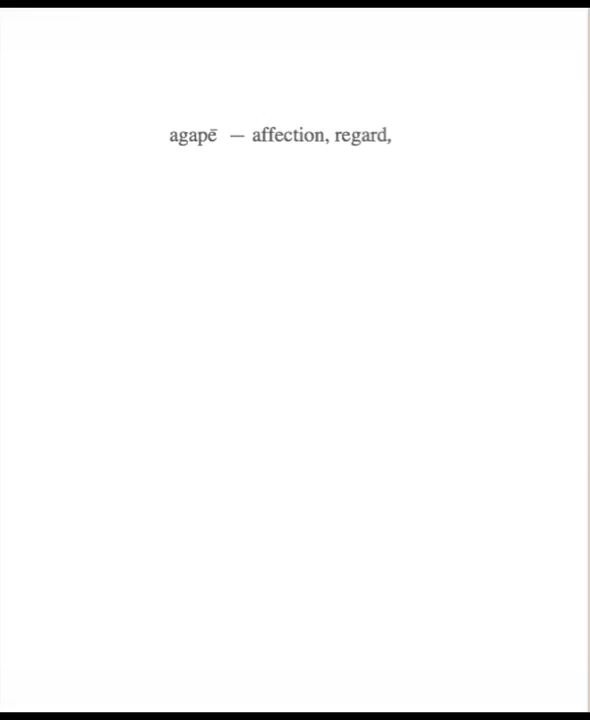 agapē — affection, regard,